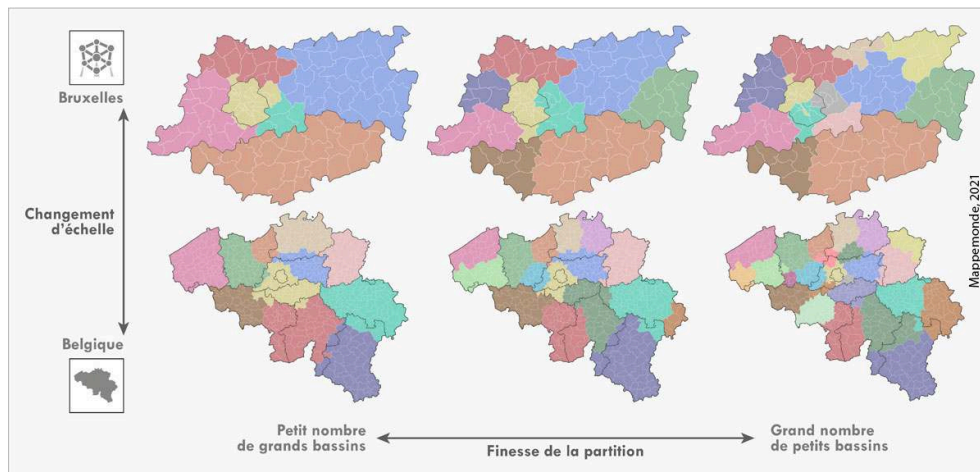 Bruxelles
Changement
d'échelle
Belgique
Petit nombre
de grands bassins
Finesse de la partition
Grand nombre
de petits bassins
Mappemonde, 2021